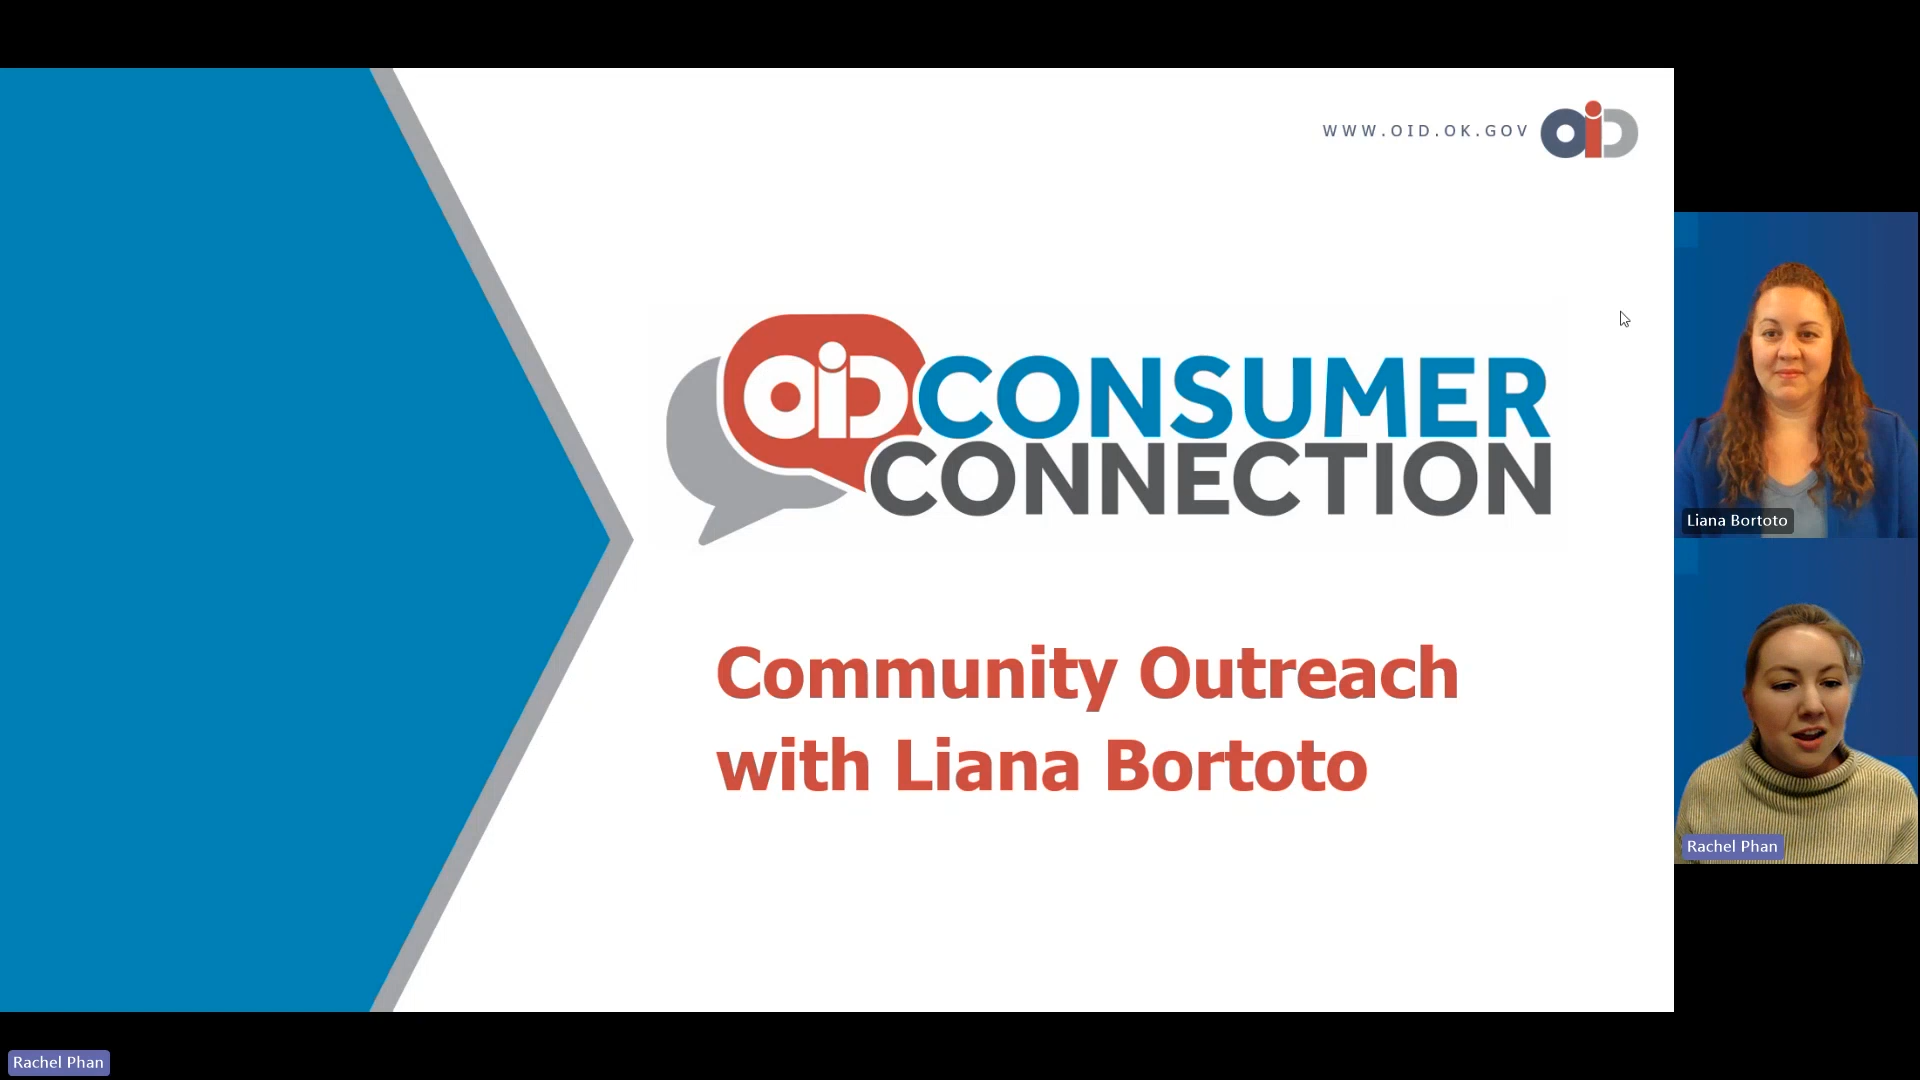 WWW.OID.OK.GOV OID
OID CONSUMER
CONNECTION
Community Outreach
with Liana Bortoto
Liana Bortoto
Rachel Phan
Rachel Phan